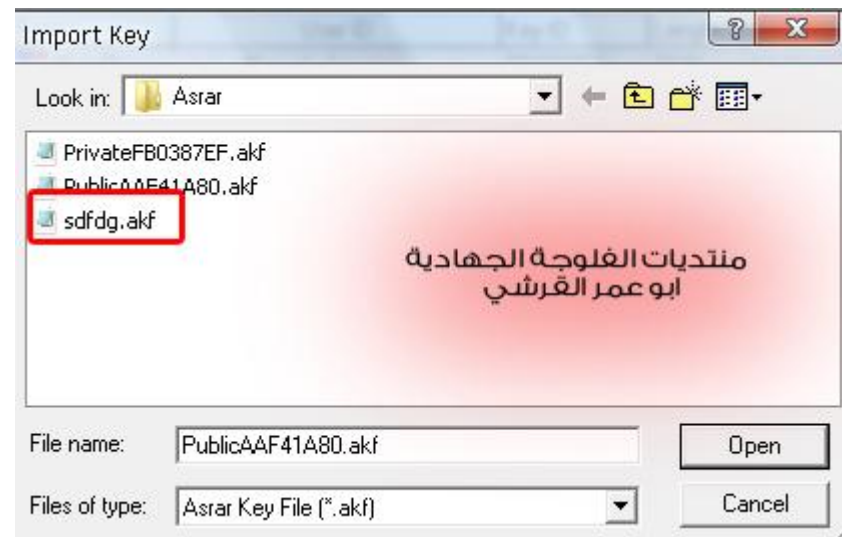 Import Key
Look in: Asrar
PrivateFB0387EF.akf
PublicAAF41A80.akf
sdfdg.akf
منتديات الفلوجة الجهادية
ابو عمر القرشي
File name: PublicAAF41A80.akf Open
Files of type: Asrar Key File (*.akf) Cancel